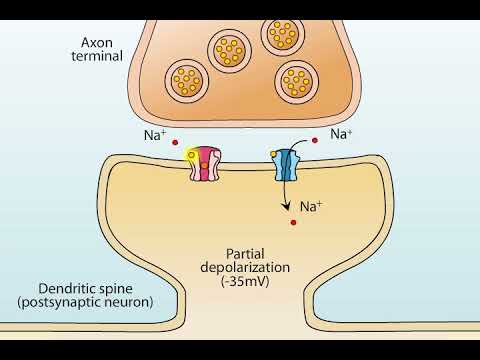 Axon
terminal
Na⁺
Na⁺
Na⁺
Partial
depolarization
(-35mV)
Dendritic spine
(postsynaptic neuron)